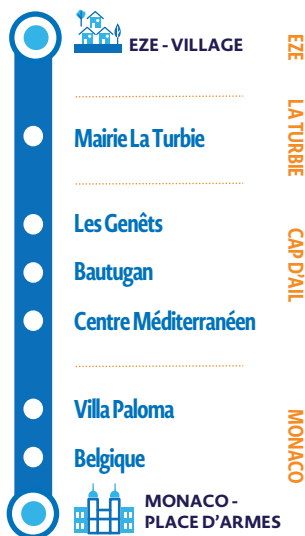 EZE - VILLAGE
EZE
Mairie La Turbie
LA TURBIE
Les Genêts
Bautugan
Centre Méditerranéen
CAP D'AIL
Villa Paloma
Belgique
MONACO -
PLACE D'ARMES
MONACO